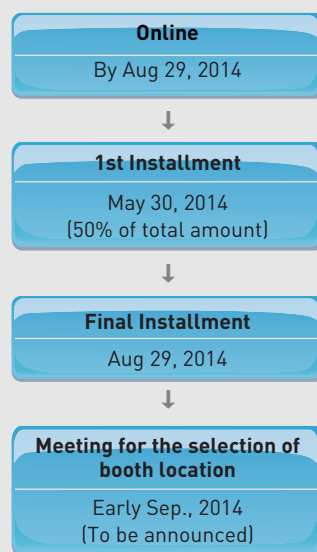 Online
By Aug 29, 2014
1st Installment
May 30, 2014
(50% of total amount)
Final Installment
Aug 29, 2014
Meeting for the selection of
booth location
Early Sep., 2014
(To be announced)